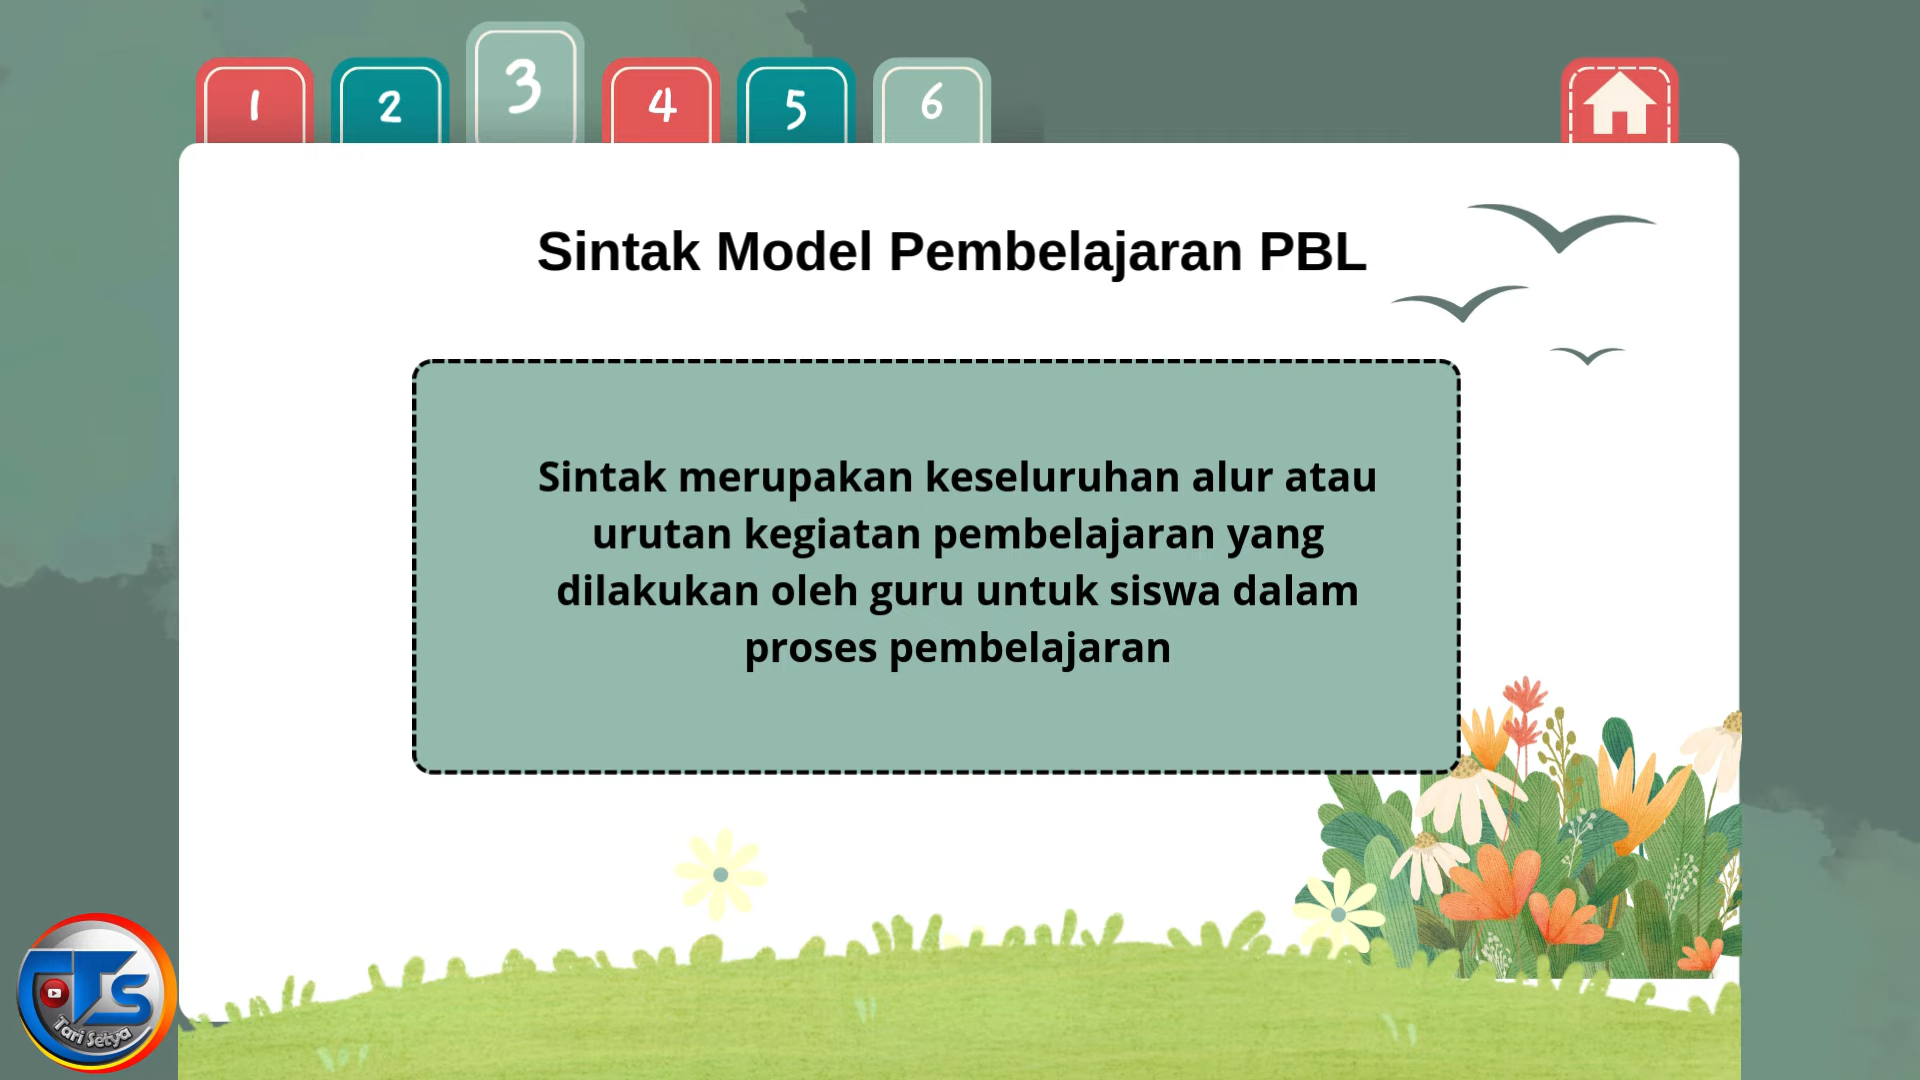 1
2
3
4
5
6
Sintak Model Pembelajaran PBL
Sintak merupakan keseluruhan alur atau
urutan kegiatan pembelajaran yang
dilakukan oleh guru untuk siswa dalam
proses pembelajaran
CTS
Tari Setya